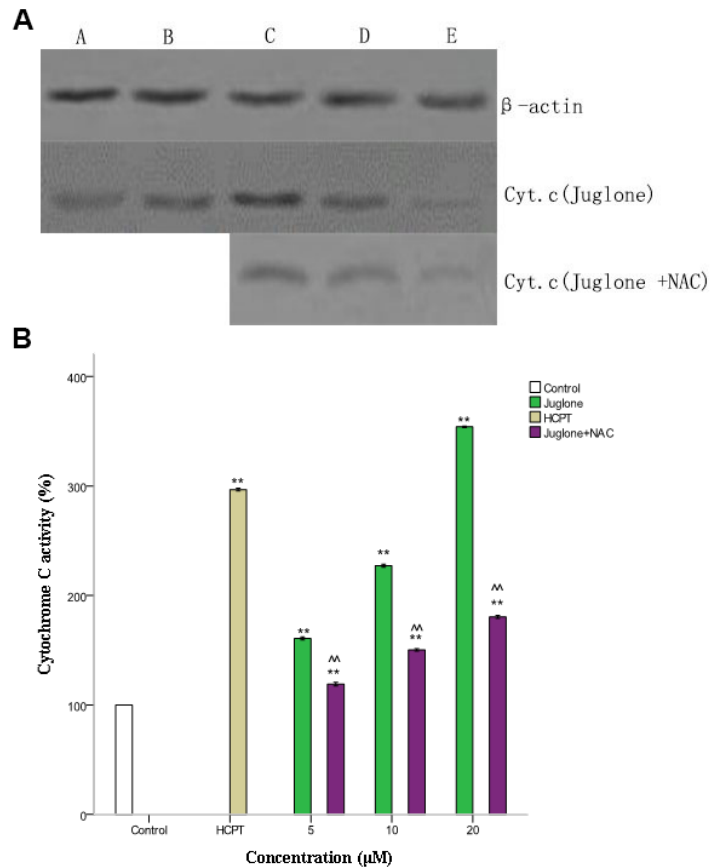 A
A B C D E
β-actin
Cyt.c(Juglone)
Cyt.c(Juglone +NAC)
B
Cytochrome C activity (%)
400
300
200
100
0
Control
Juglone
HCPT
Juglone+NAC
**
**
**
**
^^
**
^^
**
^^
**
Control HCPT 5 10 20
Concentration (μM)